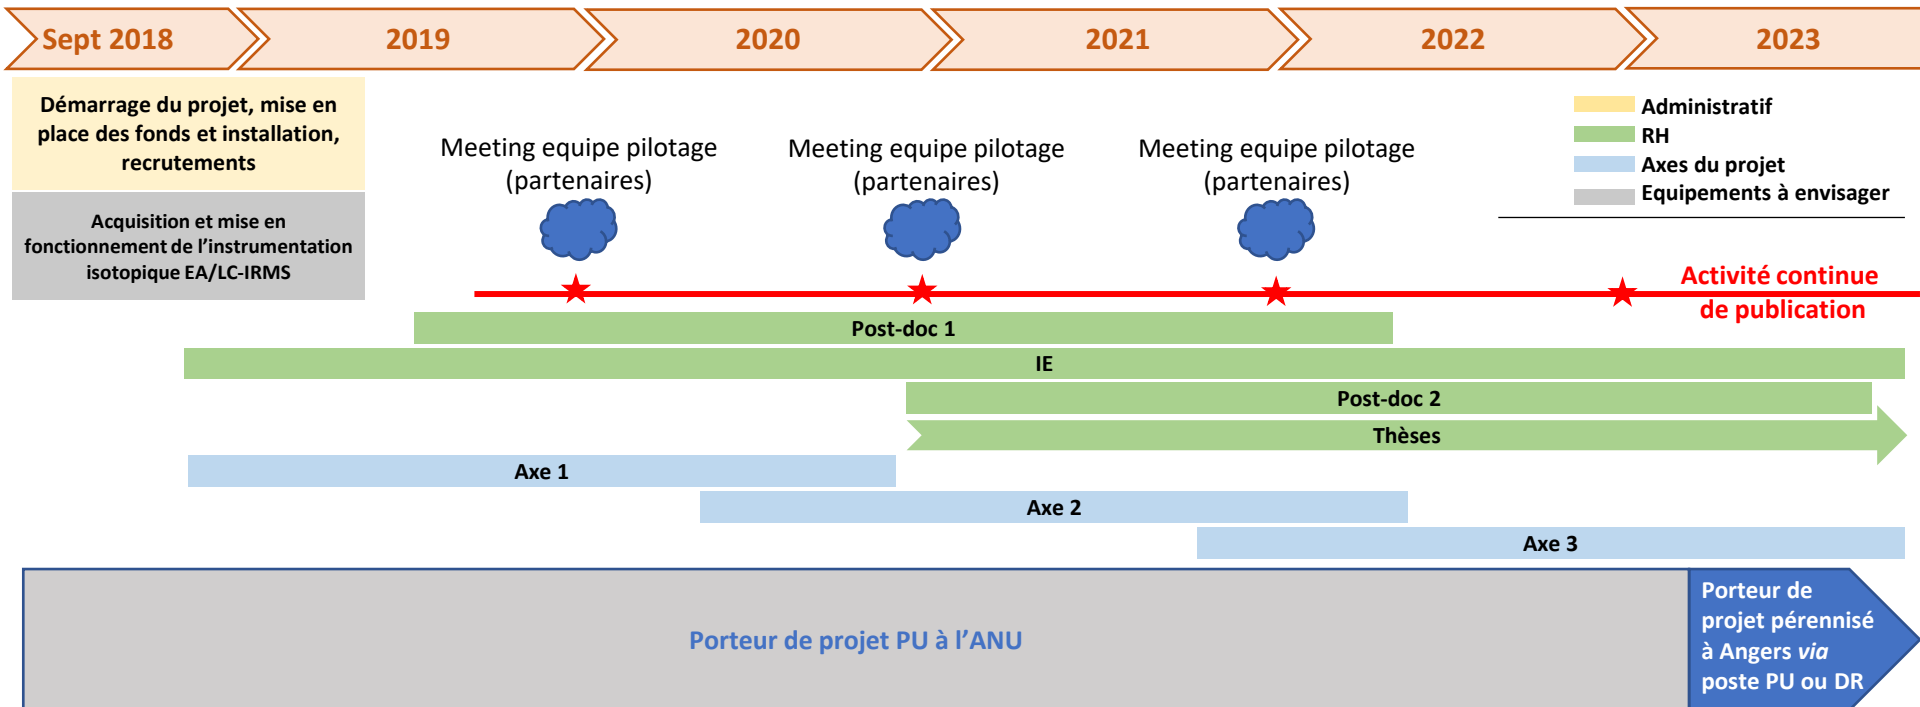 Sept 2018
2019
2020
2021
2022
2023
Démarrage du projet, mise en
place des fonds et installation,
recrutements
Acquisition et mise en
fonctionnement de l’instrumentation
isotopique EA/LC-IRMS
Meeting equipe pilotage
(partenaires)
Meeting equipe pilotage
(partenaires)
Meeting equipe pilotage
(partenaires)
Administratif
RH
Axes du projet
Equipements à envisager
Activité continue
de publication
Post-doc 1
IE
Post-doc 2
Thèses
Axe 1
Axe 2
Axe 3
Porteur de projet PU à l’ANU
Porteur de
projet pérennisé
à Angers via
poste PU ou DR